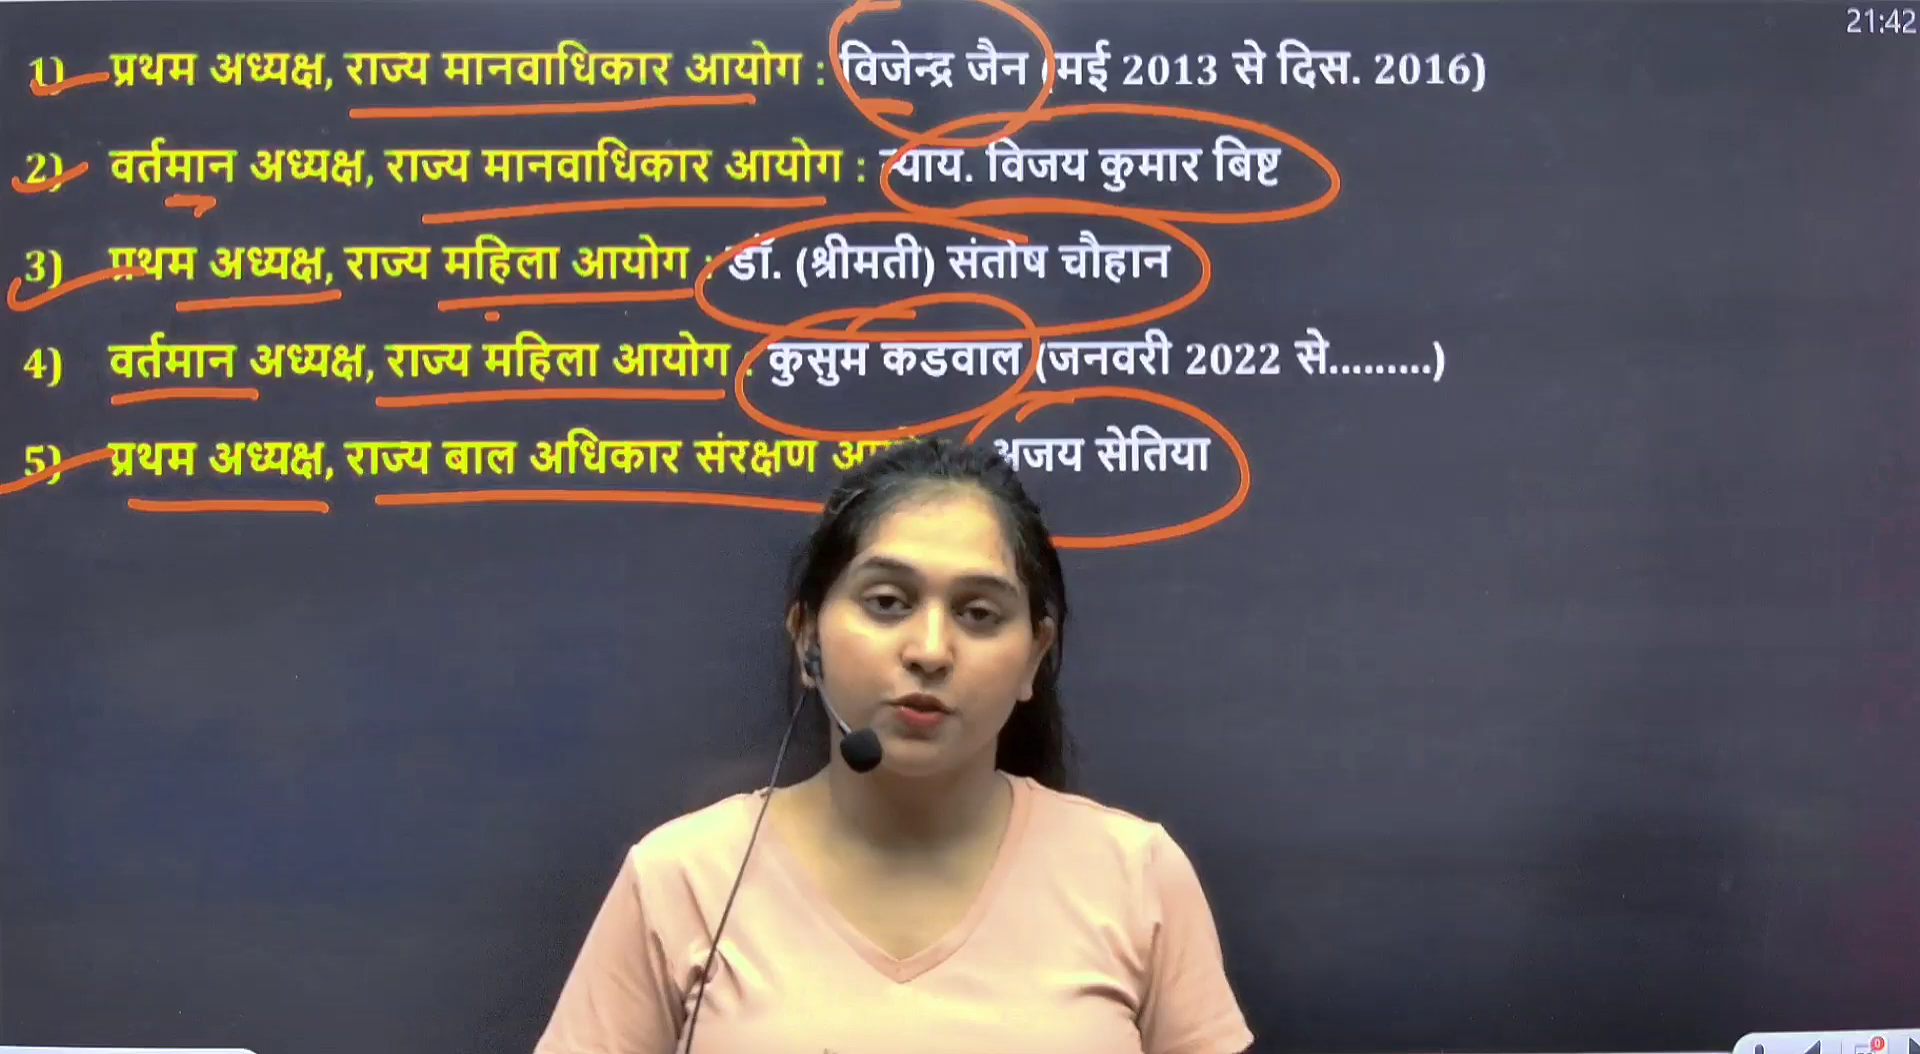 21:42
1) प्रथम अध्यक्ष, राज्य मानवाधिकार आयोग : विजेन्द्र जैन (मई 2013 से दिस. 2016)
2) वर्तमान अध्यक्ष, राज्य मानवाधिकार आयोग : न्याय. विजय कुमार बिष्ट
3) प्रथम अध्यक्ष, राज्य महिला आयोग : डॉ. (श्रीमती) संतोष चौहान
4) वर्तमान अध्यक्ष, राज्य महिला आयोग : कुसुम कडवाल (जनवरी 2022 से.........)
5) प्रथम अध्यक्ष, राज्य बाल अधिकार संरक्षण अजय सेतिया
0